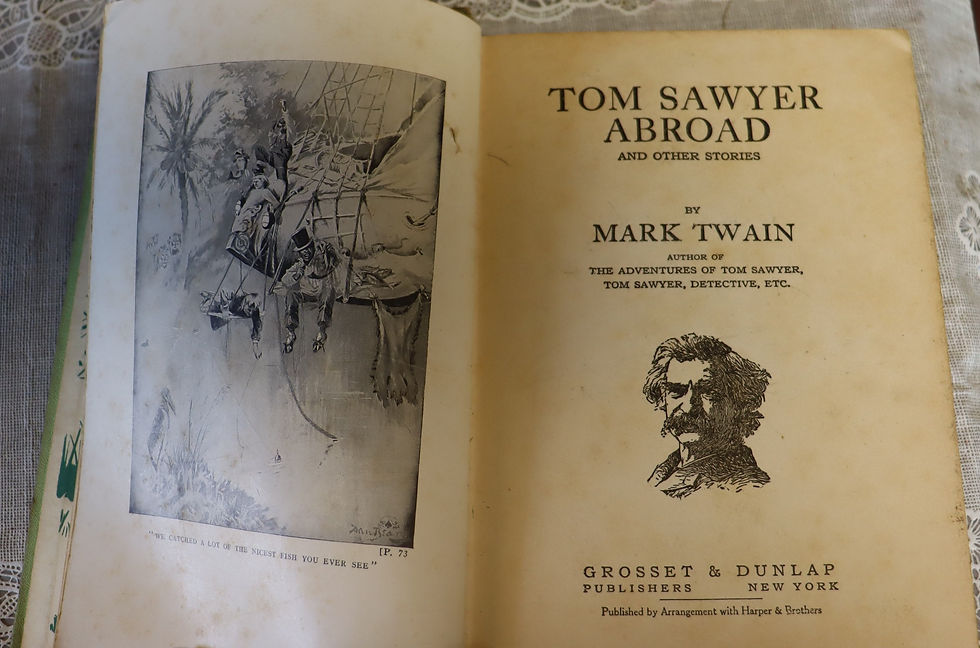 "WE CATCHED A LOT OF THE NICEST FISH YOU EVER SEE"
[P. 73
TOM SAWYER
ABROAD
AND OTHER STORIES
BY
MARK TWAIN
AUTHOR OF
THE ADVENTURES OF TOM SAWYER,
TOM SAWYER, DETECTIVE, ETC.
GROSSET & DUNLAP
PUBLISHERS NEW YORK
Published by Arrangement with Harper & Brothers